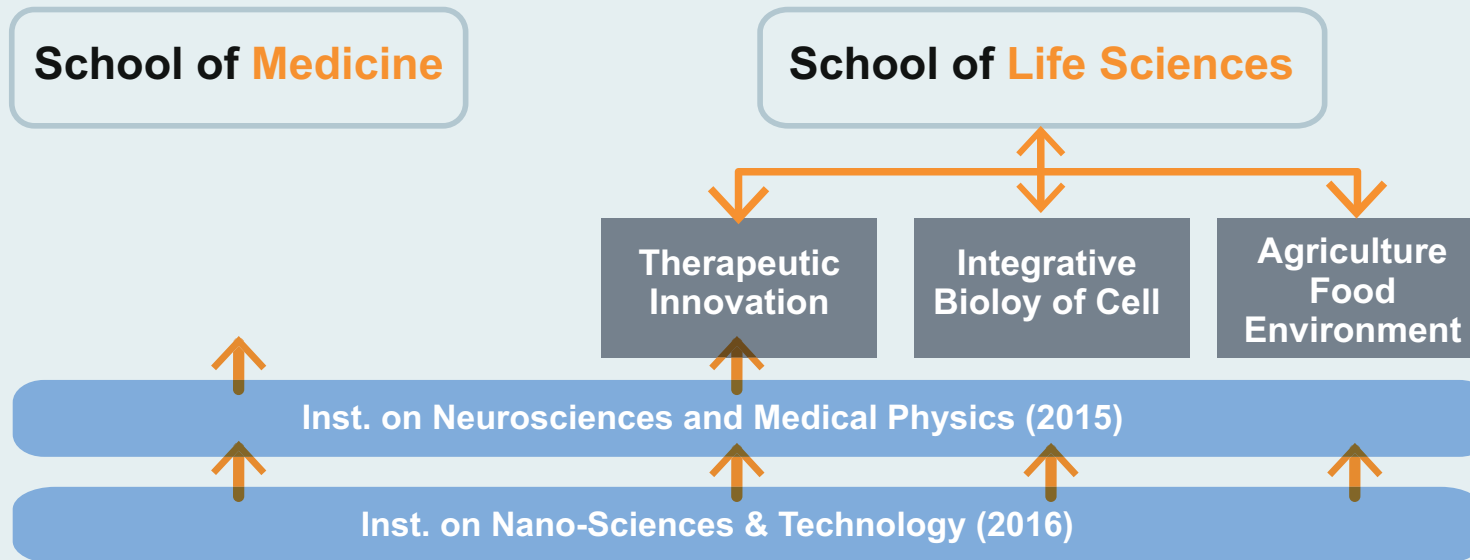 School of Medicine
School of Life Sciences
Therapeutic
Innovation
Integrative
Bioloy of Cell
Agriculture
Food
Environment
Inst. on Neurosciences and Medical Physics (2015)
Inst. on Nano-Sciences & Technology (2016)